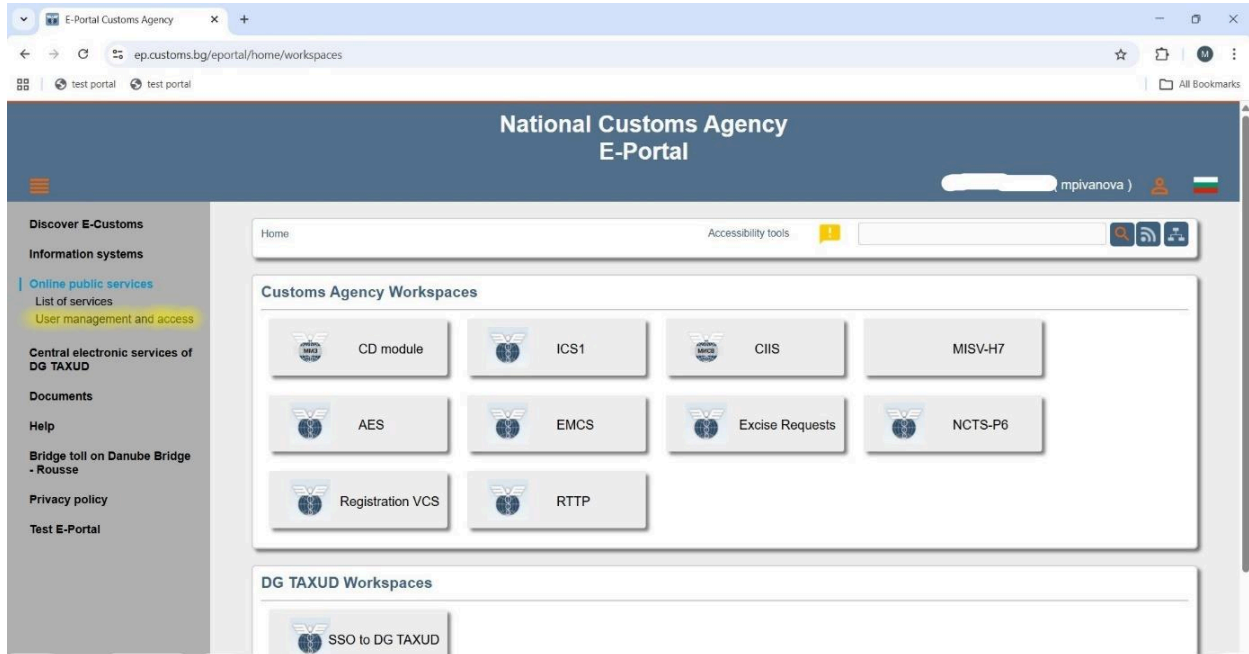 E-Portal Customs Agency
ep.customs.bg/eportal/home/workspaces
M
test portal test portal
All Bookmarks
National Customs Agency
E-Portal
mpivanova )
Discover E-Customs
Information systems
Online public services
List of services
User management and access
Central electronic services of
DG TAXUD
Documents
Help
Bridge toll on Danube Bridge
- Rousse
Privacy policy
Test E-Portal
Home Accessibility tools
Customs Agency Workspaces
CD module ICS1 CIIS MISV-H7
AES EMCS Excise Requests NCTS-P6
Registration VCS RTTP
DG TAXUD Workspaces
SSO to DG TAXUD